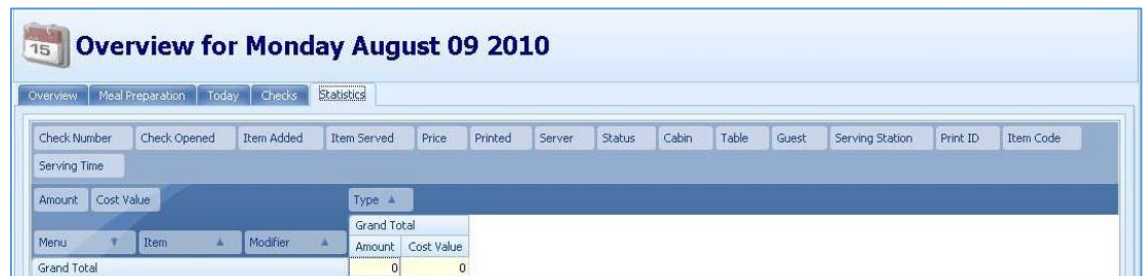 15
Overview for Monday August 09 2010
Overview Meal Preparation Today Checks Statistics
Check Number Check Opened Item Added Item Served Price Printed Server Status Cabin Table Guest Serving Station Print ID Item Code
Serving Time
Amount Cost Value Type
Grand Total
Menu Item Modifier Amount Cost Value
Grand Total 0 0